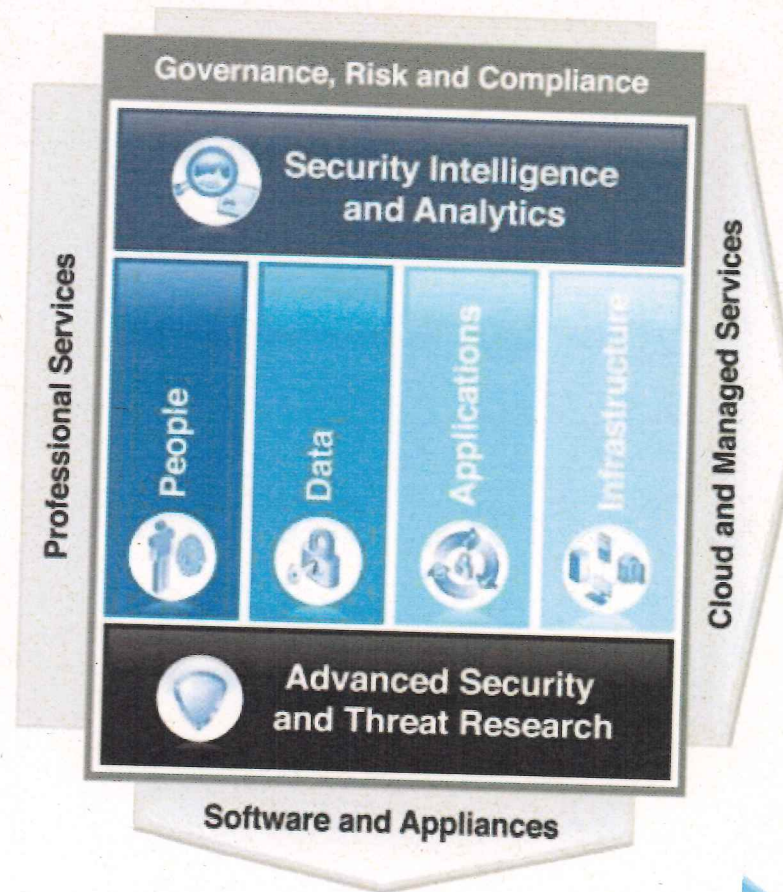 Governance, Risk and Compliance
Security Intelligence
and Analytics
Professional Services
People
Data
Applications
Infrastructure
Cloud and Managed Services
Advanced Security
and Threat Research
Software and Appliances